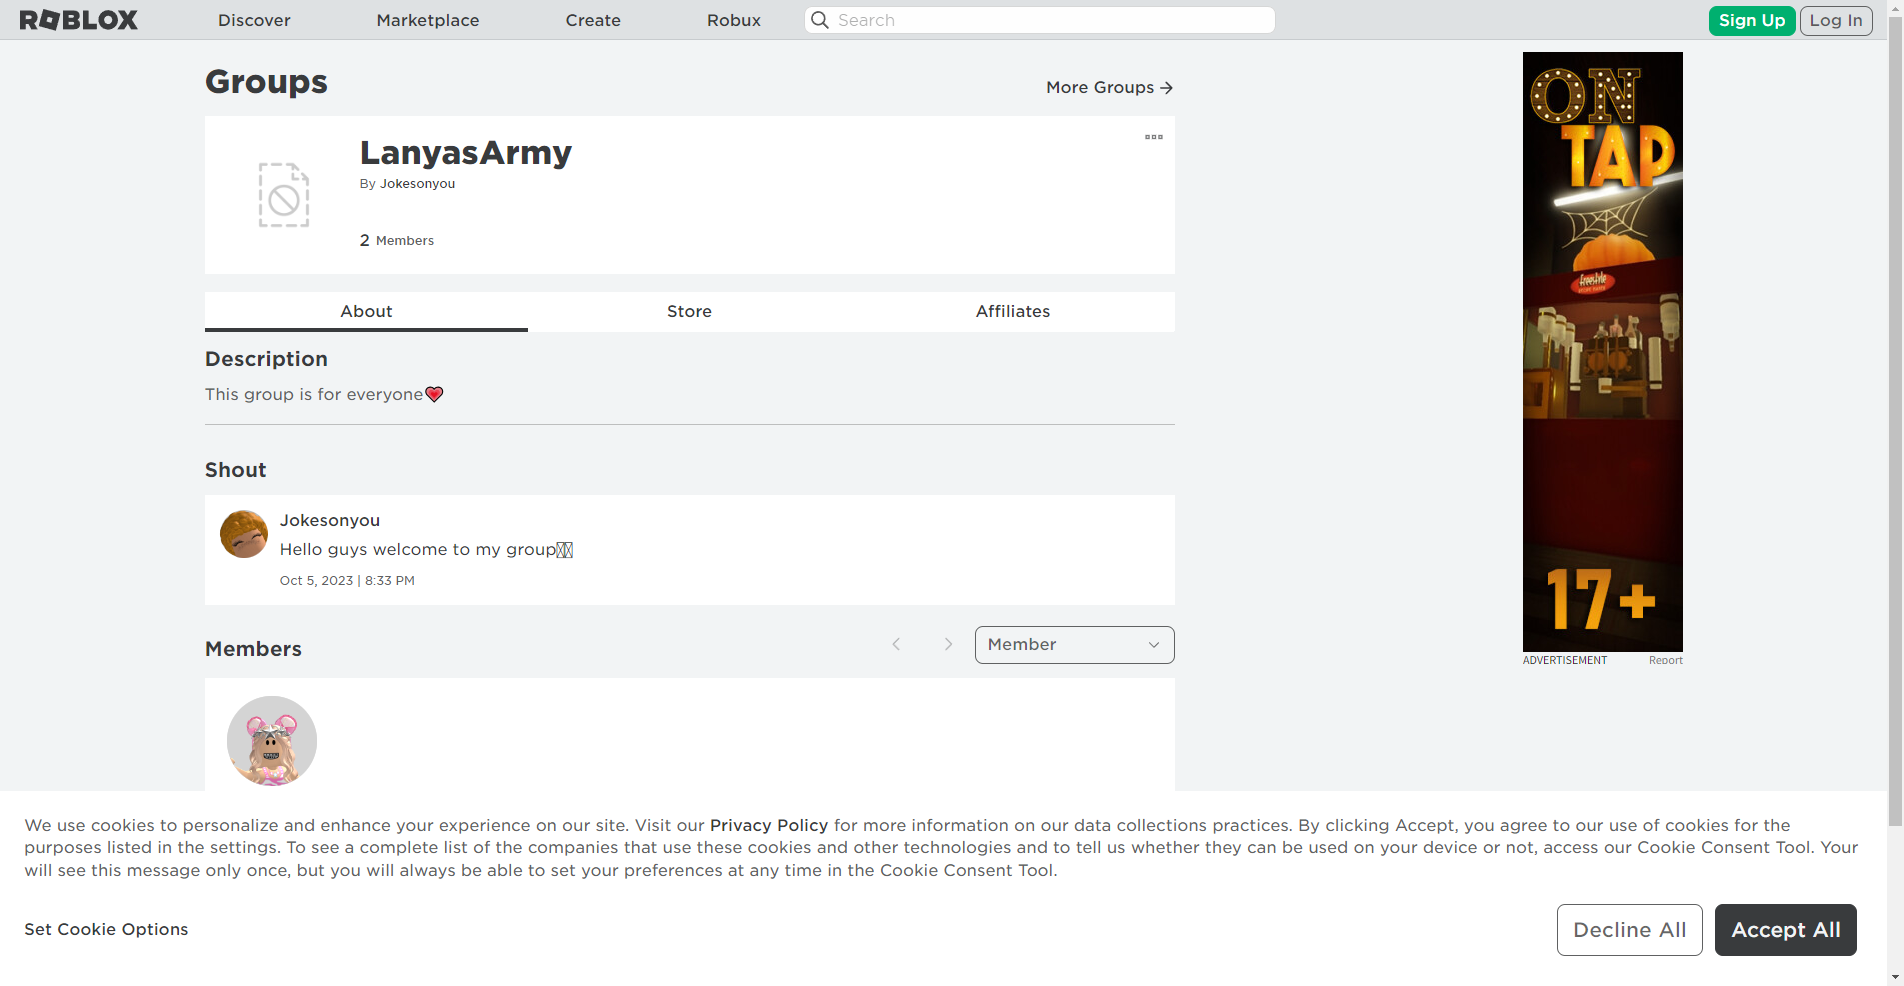 ROBLOX
Discover
Marketplace
Create
Robux
Search
Sign Up
Log In
Groups
More Groups →
LanyasArmy
By Jokesonyou
2 Members
About
Store
Affiliates
Description
This group is for everyone💗
Shout
Jokesonyou
Hello guys welcome to my group
Oct 5, 2023 | 8:33 PM
Members
Member
ON
TAP
freestyle
17+
ADVERTISEMENT
Report
We use cookies to personalize and enhance your experience on our site. Visit our Privacy Policy for more information on our data collections practices. By clicking Accept, you agree to our use of cookies for the
purposes listed in the settings. To see a complete list of the companies that use these cookies and other technologies and to tell us whether they can be used on your device or not, access our Cookie Consent Tool. Your
will see this message only once, but you will always be able to set your preferences at any time in the Cookie Consent Tool.
Set Cookie Options
Decline All
Accept All